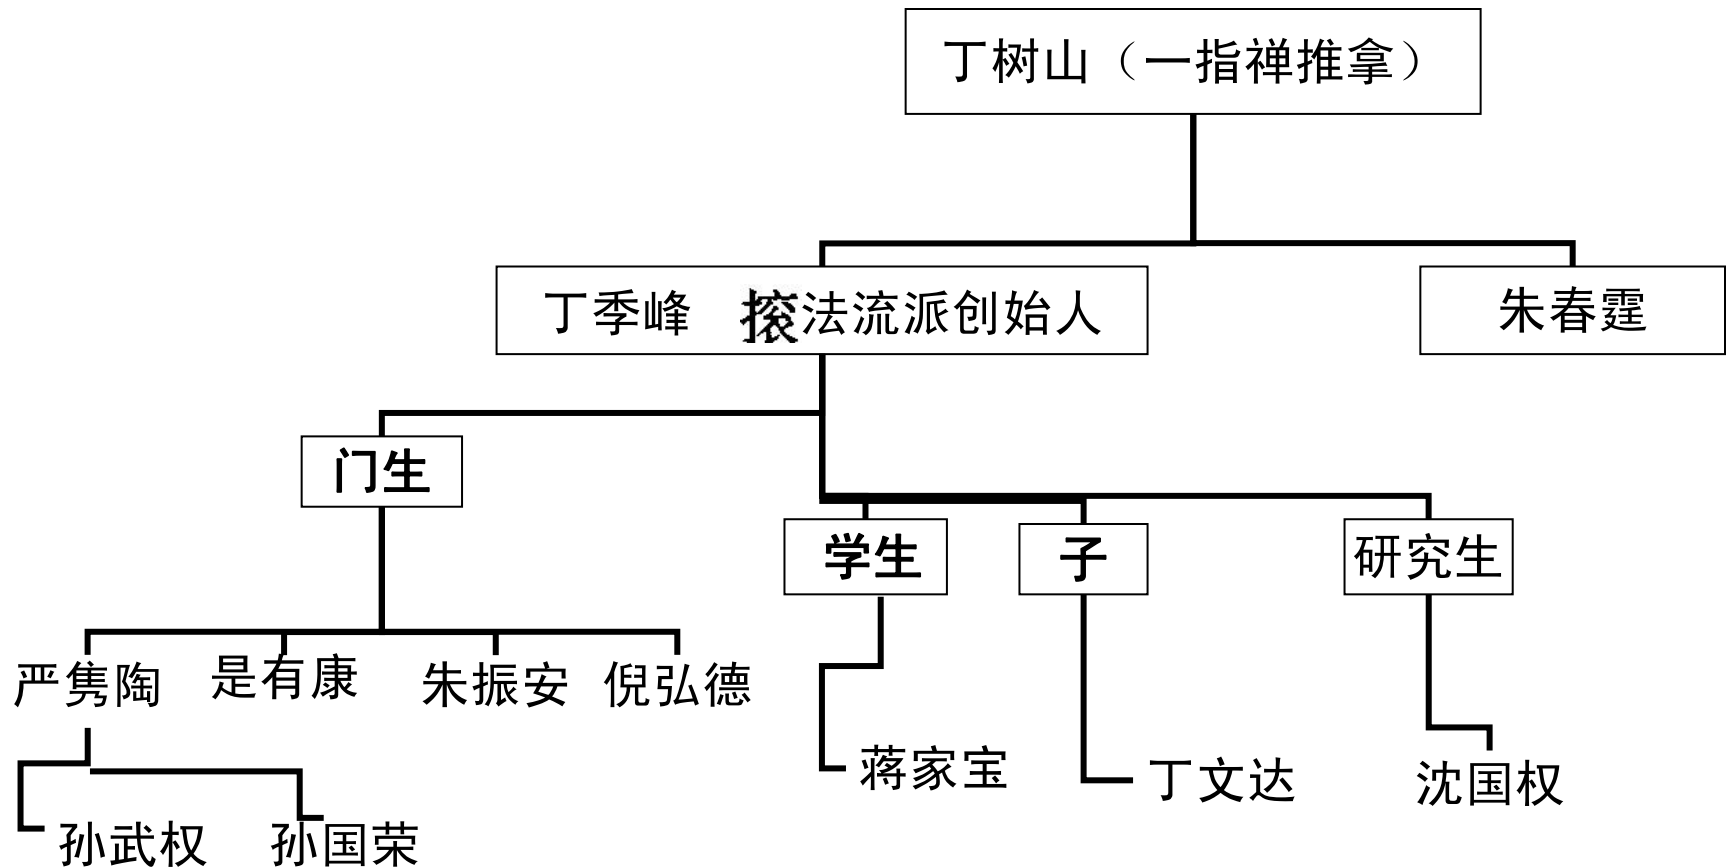 丁树山（一指禅推拿）
丁季峰 㨰法流派创始人
朱春霆
门生
学生
子
研究生
严隽陶
是有康
朱振安
倪弘德
蒋家宝
丁文达
沈国权
孙武权
孙国荣